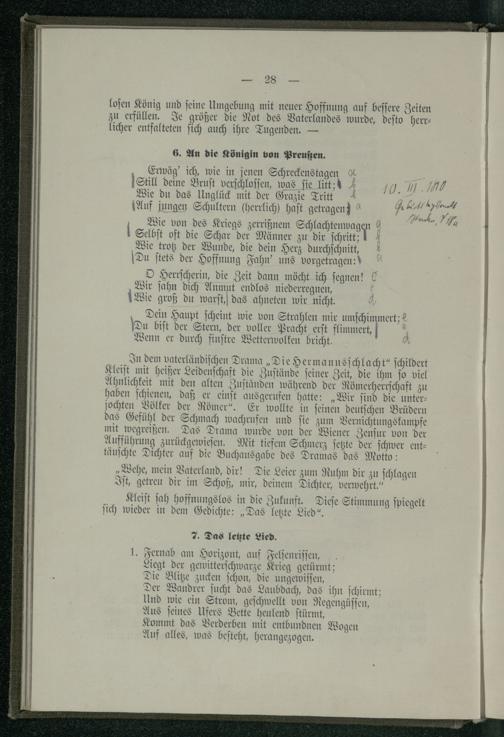 — 28 —
losen König und seine Umgebung mit neuer Hoffnung auf bessere Zeiten
zu erfüllen. Je größer die Not des Vaterlandes wurde, desto herr-
licher entfalteten sich auch ihre Tugenden. —
6. An die Königin von Preußen.
Erwäg' ich, wie in jenen Schreckenstagen a
Still deine Brust verschlossen, was sie litt; b
Wie du das Unglück mit der Grazie Tritt b
Auf jungen Schultern (herrlich) hast getragen; a
10. III. 1810
Wie von des Kriegs zerrißnem Schlachtenwagen a
Selbst oft die Schar der Männer zu dir schritt; b
Wie trotz der Wunde, die dein Herz durchschnitt, b
Du stets der Hoffnung Fahn' uns vorgetragen: a
O Herrscherin, die Zeit dann möcht ich segnen! c
Wir sahn dich Anmut endlos niederregnen, c
Wie groß du warst, das ahneten wir nicht. d
Dein Haupt scheint wie von Strahlen mir umschimmert; e
Du bist der Stern, der voller Pracht erst flimmert, e
Wenn er durch finstre Wetterwolken bricht. d
In dem vaterländischen Drama „Die Hermannsschlacht“ schildert
Kleist mit heißer Leidenschaft die Zustände seiner Zeit, die ihm so viel
Ähnlichkeit mit den alten Zuständen während der Römerherrschaft zu
haben schienen, daß er einst ausgerufen hatte: „Wir sind die unter-
jochten Völker der Römer“. Er wollte in seinen deutschen Brüdern
das Gefühl der Schmach wachrufen und sie zum Vernichtungskampfe
mit wegreißen. Das Drama wurde von der Wiener Zensur von der
Aufführung zurückgewiesen. Mit tiefem Schmerz setzte der schwer ent-
täuschte Dichter auf die Buchausgabe des Dramas das Motto:
„Wehe, mein Vaterland, dir! Die Leier zum Ruhm dir zu schlagen
Ist, getreu dir im Schoß, mir, deinem Dichter, verwehrt.“
Kleist sah hoffnungslos in die Zukunft. Diese Stimmung spiegelt
sich wieder in dem Gedichte: „Das letzte Lied“.
7. Das letzte Lied.
1. Fernab am Horizont, auf Felsenrissen,
Liegt der gewitterschwarze Krieg getürmt;
Die Blitze zucken schon, die ungewissen,
Der Wandrer sucht das Laubdach, das ihn schirmt;
Und wie ein Strom, geschwellt von Regengüssen,
Aus seines Ufers Bette heulend stürmt,
Kommt das Verderben mit entbundnen Wogen
Auf alles, was besteht, herangezogen.